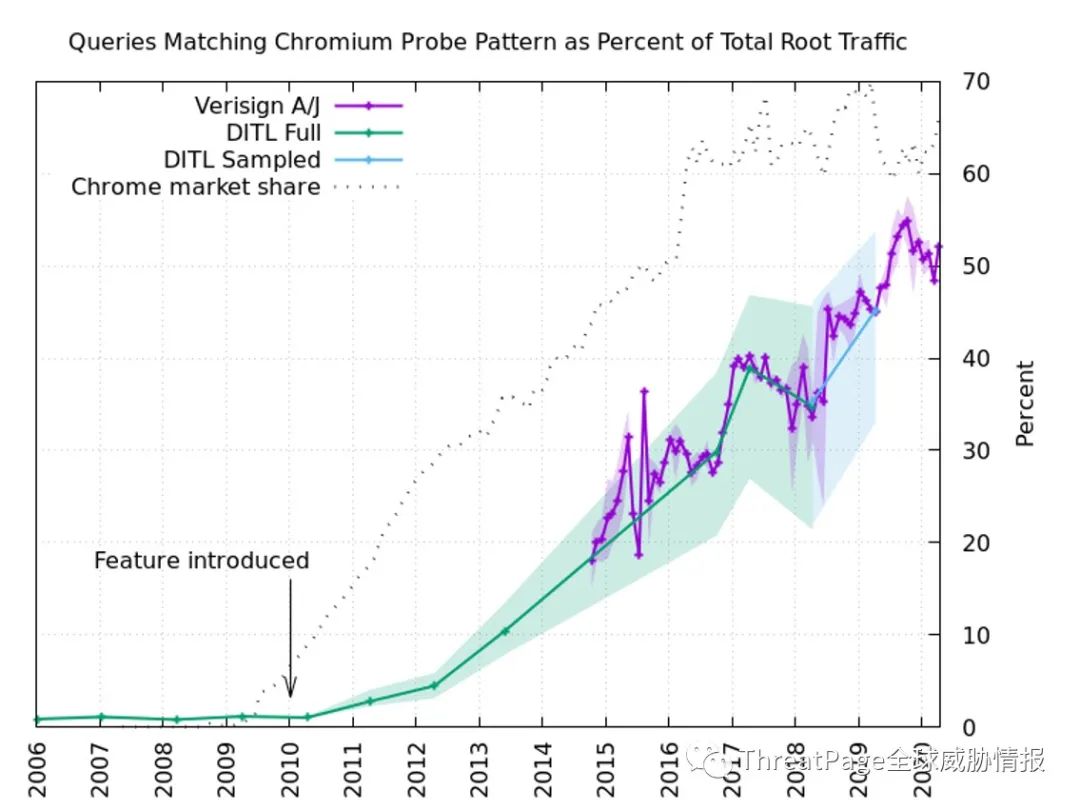 Queries Matching Chromium Probe Pattern as Percent of Total Root Traffic
Verisign A/J
DITL Full
DITL Sampled
Chrome market share
Feature introduced
70
60
50
40
30
20
10
0
Percent
2006
2007
2008
2009
2010
2011
2012
2013
2014
2015
2016
2017
2018
2019
2020
ThreatPage全球威胁情报